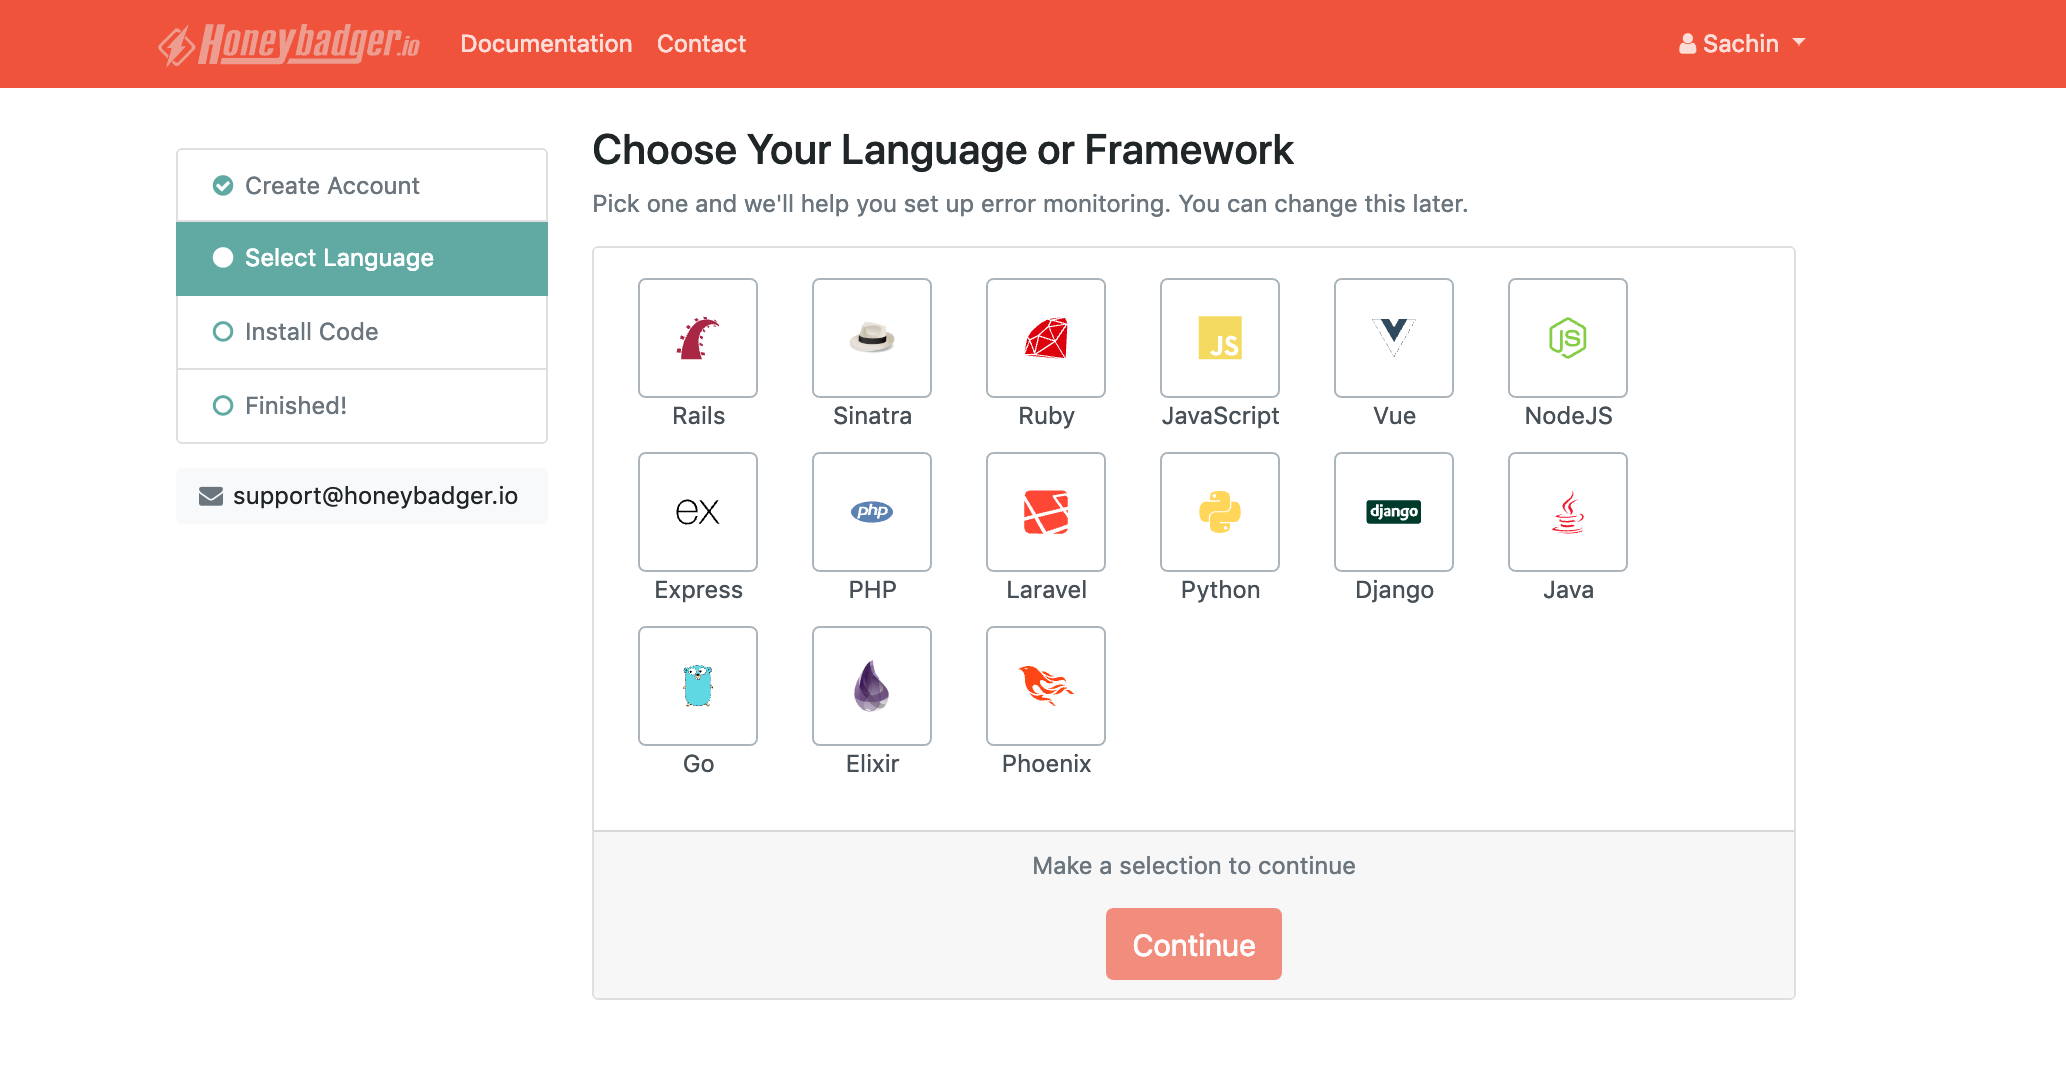 Honeybadger.io Documentation Contact Sachin
Create Account
Select Language
Install Code
Finished!
support@honeybadger.io
Choose Your Language or Framework
Pick one and we'll help you set up error monitoring. You can change this later.
JS JS
Rails Sinatra Ruby JavaScript Vue NodeJS
ex php django
Express PHP Laravel Python Django Java
Go Elixir Phoenix
Make a selection to continue
Continue